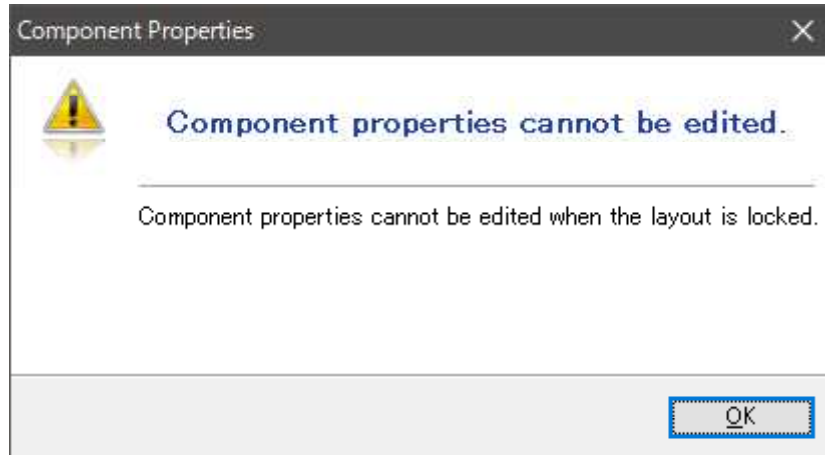 Component Properties
Component properties cannot be edited.
Component properties cannot be edited when the layout is locked.
OK